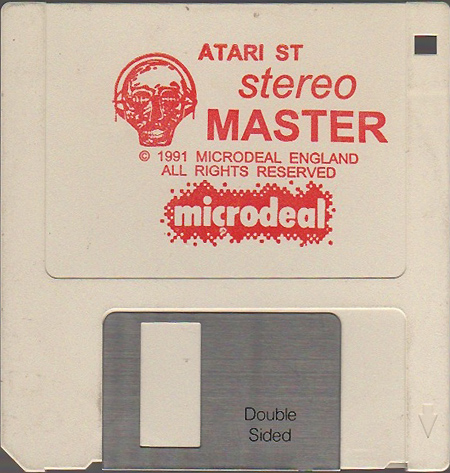 ATARI ST
stereo
MASTER
© 1991 MICRODEAL ENGLAND
ALL RIGHTS RESERVED
microdeal
Double
Sided